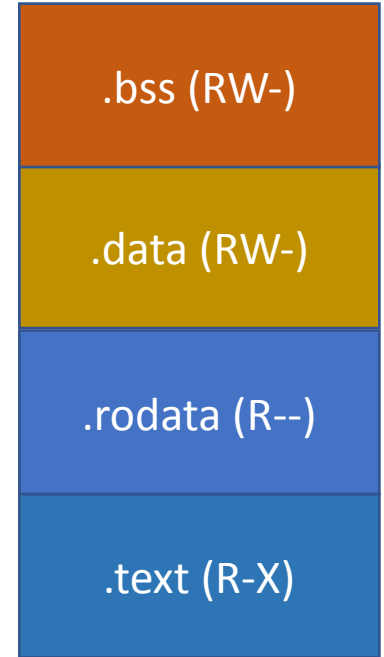 .bss (RW-)
.data (RW-)
.rodata (R--)
.text (R-X)